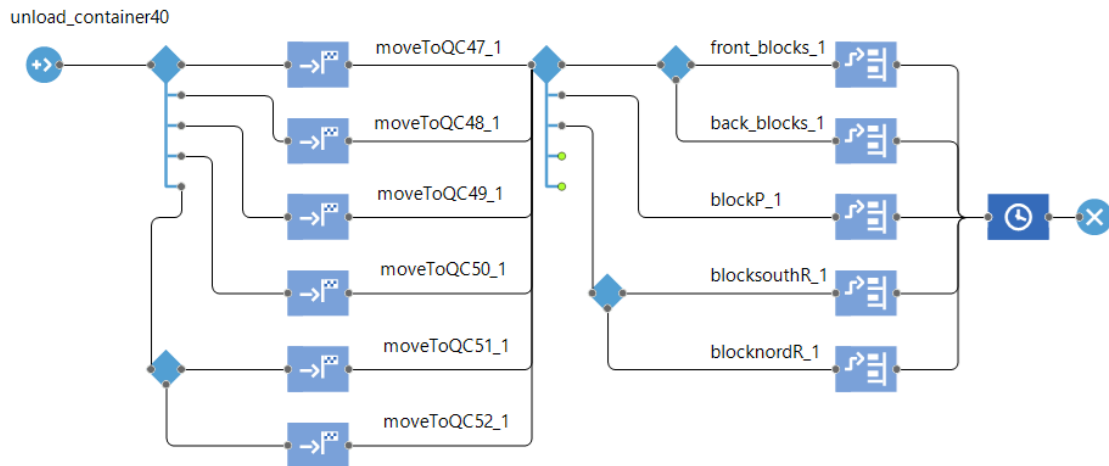 unload_container40
moveToQC47_1
front_blocks_1
moveToQC48_1
back_blocks_1
moveToQC49_1
blockP_1
moveToQC50_1
blocksouthR_1
moveToQC51_1
blocknordR_1
moveToQC52_1